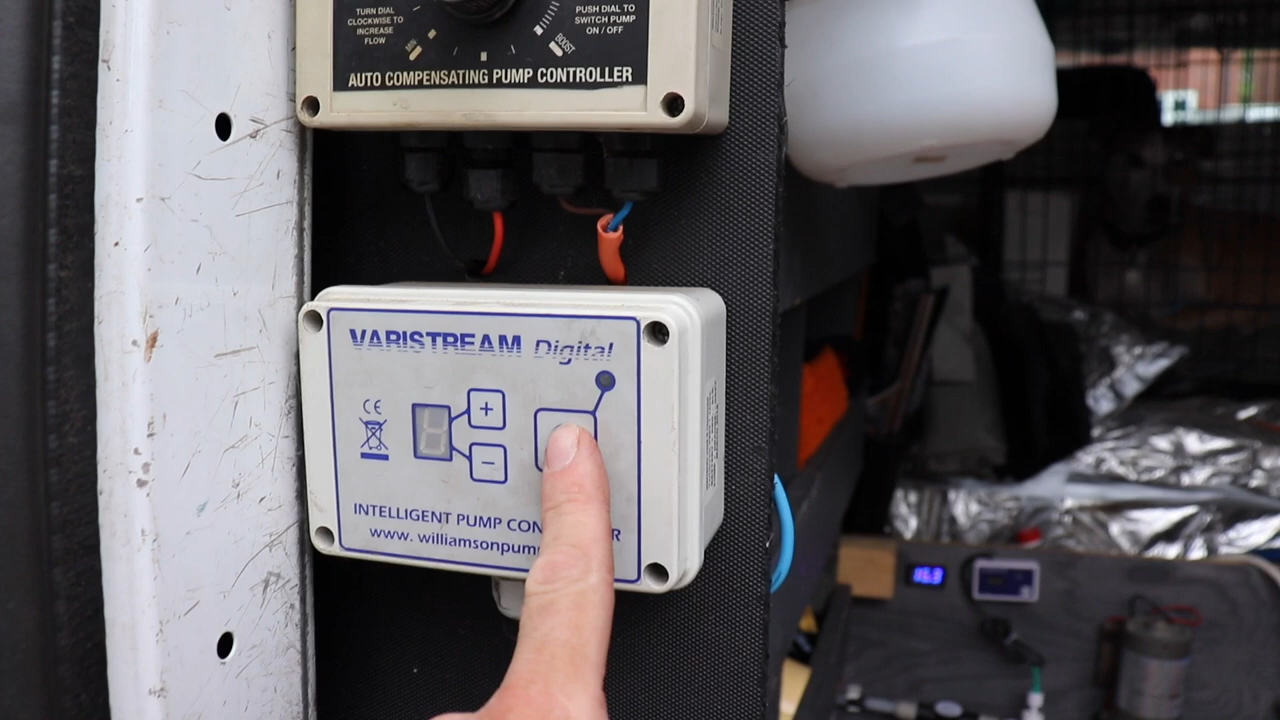 TURN DIAL
CLOCKWISE TO
INCREASE
FLOW
PUSH DIAL TO
SWITCH PUMP
ON / OFF
MIN
BOOST
AUTO COMPENSATING PUMP CONTROLLER
VARISTREAM Digital
CE
+
−
INTELLIGENT PUMP CON R
www. williamsonpum